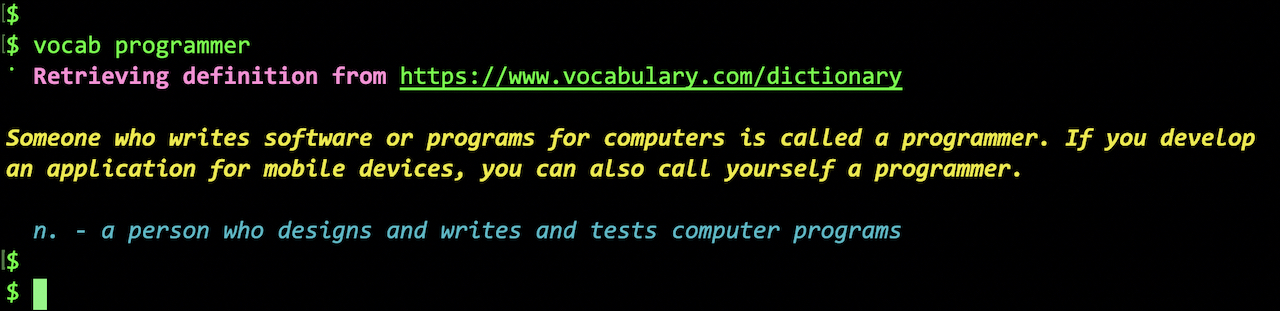 $
$ vocab programmer
Retrieving definition from https://www.vocabulary.com/dictionary
Someone who writes software or programs for computers is called a programmer. If you develop
an application for mobile devices, you can also call yourself a programmer.
n. - a person who designs and writes and tests computer programs
$
$